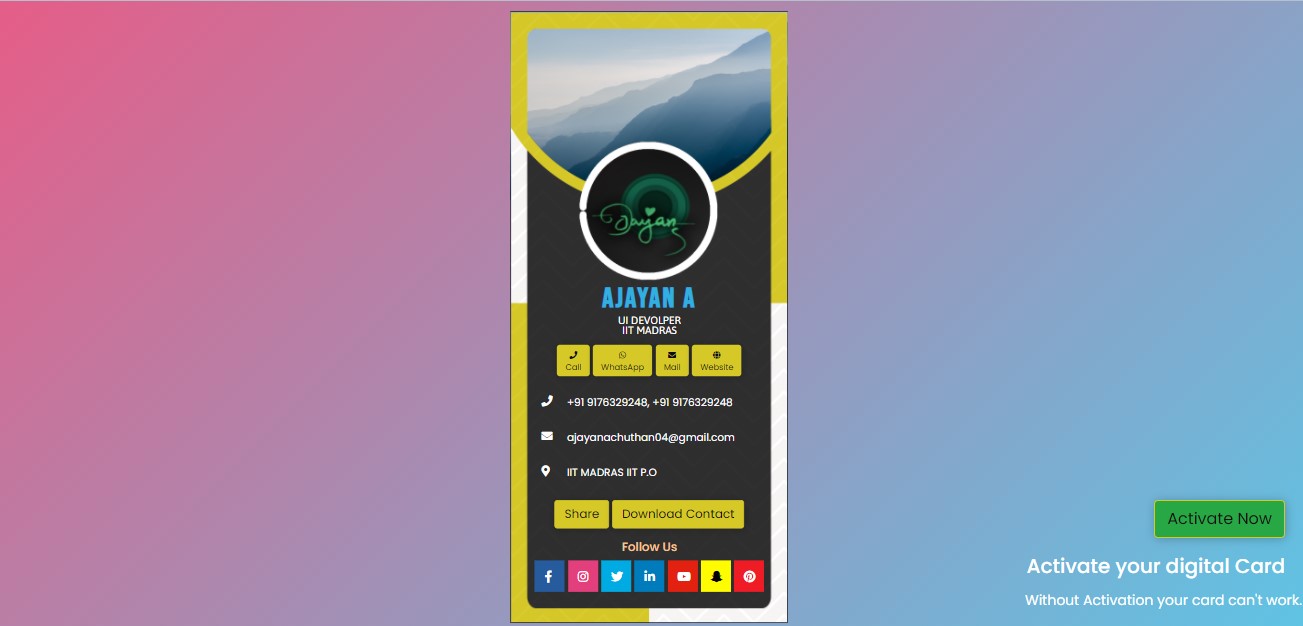 Ajayan
AJAYAN A
UI DEVOLPER
IIT MADRAS
Call
WhatsApp
Mail
Website
+91 9176329248, +91 9176329248
ajayanachuthan04@gmail.com
IIT MADRAS IIT P.O
Share
Download Contact
Follow Us
f
in
Activate Now
Activate your digital Card
Without Activation your card can't work.